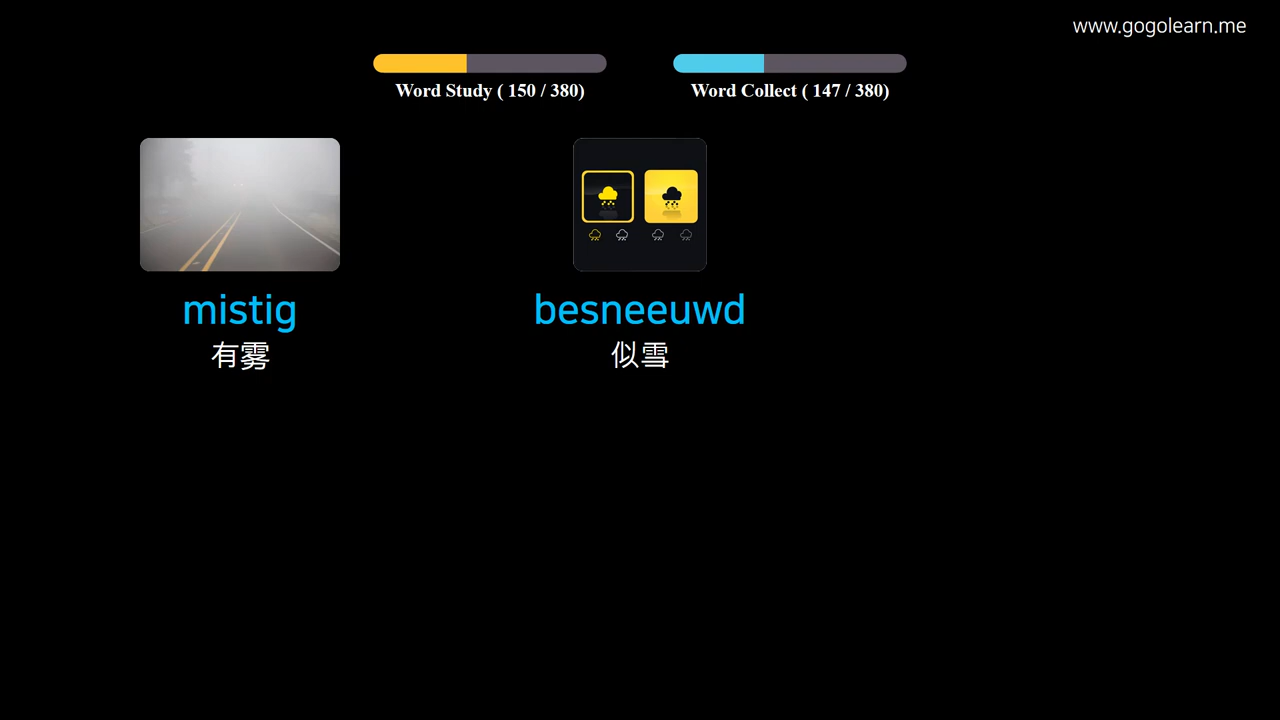 www.gogolearn.me
Word Study ( 150 / 380)
Word Collect ( 147 / 380)
mistig
有雾
besneeuwd
似雪